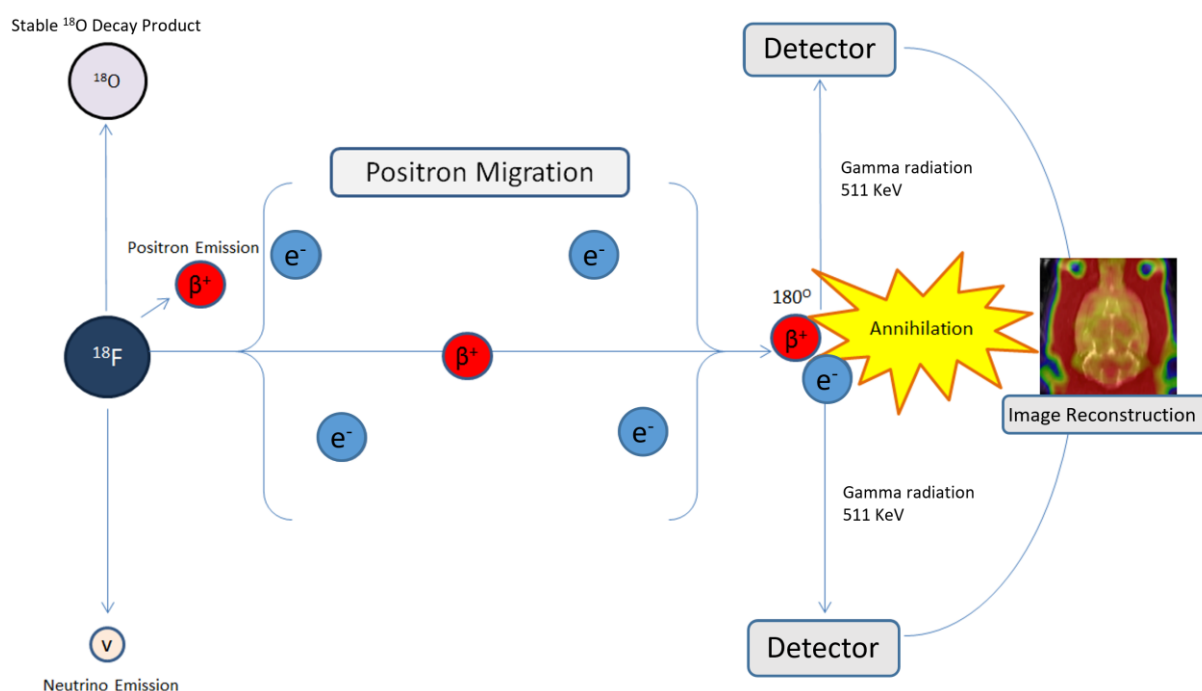 Stable ¹⁸O Decay Product
¹⁸O
Detector
Positron Migration
Gamma radiation
511 KeV
Positron Emission
e⁻
e⁻
β⁺
180⁰
¹⁸F
β⁺
β⁺
Annihilation
e⁻
e⁻
e⁻
Image Reconstruction
Gamma radiation
511 KeV
Detector
v
Neutrino Emission